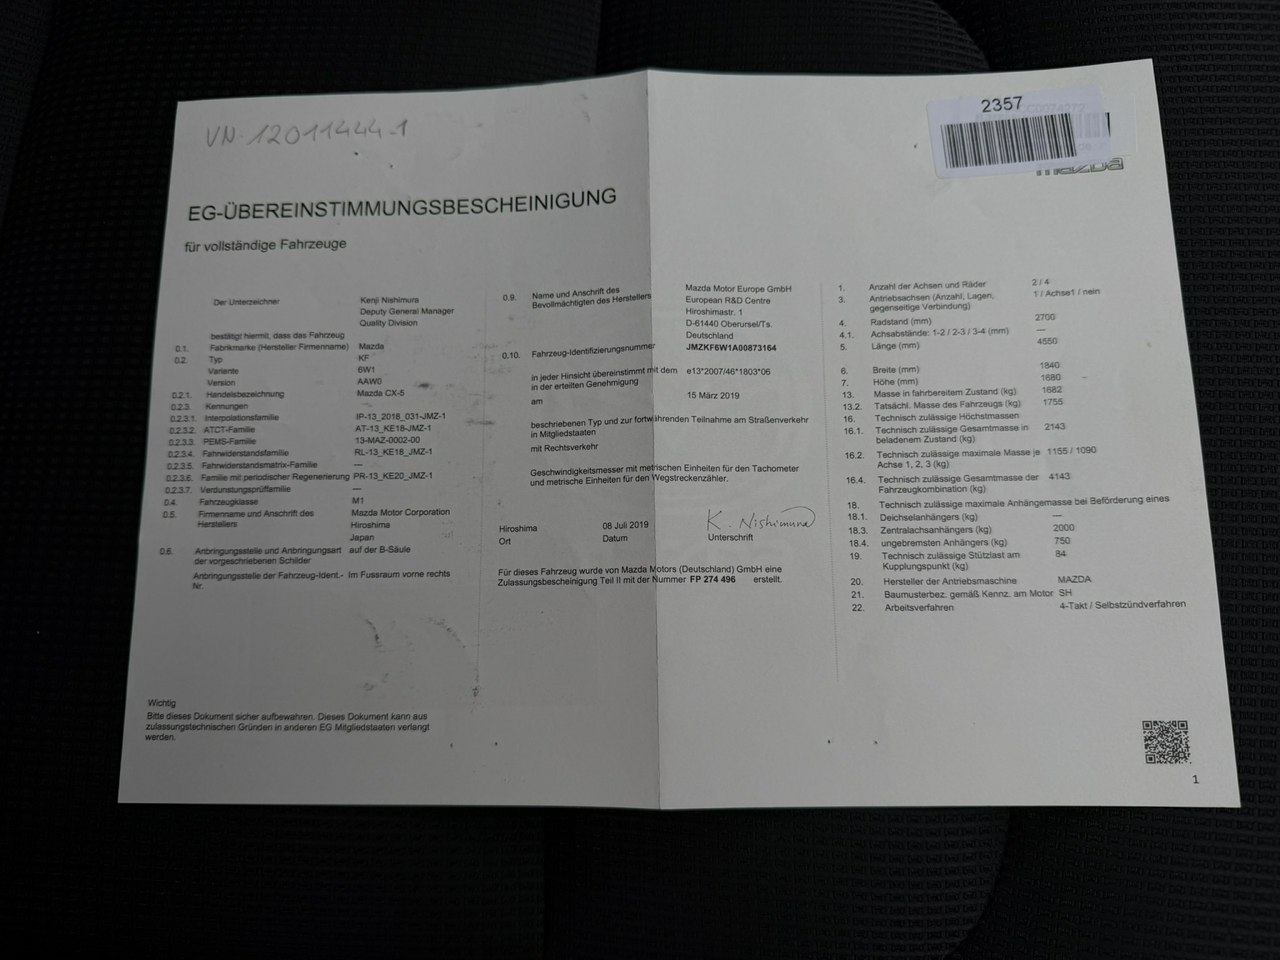 VN-12011444-1
2357
mazda
EG-ÜBEREINSTIMMUNGSBESCHEINIGUNG
für vollständige Fahrzeuge
Der Unterzeichner Kenji Nishimura
Deputy General Manager
Quality Division
bestätigt hiermit, dass das Fahrzeug
0.1. Fabrikmarke (Hersteller Firmenname) Mazda
0.2. Typ KF
Variante 6W1
Version AAW0
0.2.1. Handelsbezeichnung Mazda CX-5
0.2.3. Kennungen
0.2.3.1. Interpolationsfamilie IP-13_2018_031-JMZ-1
0.2.3.2. ATCT-Familie AT-13_KE18-JMZ-1
0.2.3.3. PEMS-Familie 13-MAZ-0002-00
0.2.3.4. Fahrwiderstandsfamilie RL-13_KE18_JMZ-1
0.2.3.5. Fahrwiderstandsmatrix-Familie —
0.2.3.6. Familie mit periodischer Regenerierung PR-13_KE20_JMZ-1
0.2.3.7. Verdunstungsprüffamilie —
0.4. Fahrzeugklasse M1
0.5. Firmenname und Anschrift des Herstellers Mazda Motor Corporation
Hiroshima
Japan
0.6. Anbringungsstelle und Anbringungsart auf der B-Säule
der vorgeschriebenen Schilder
Anbringungsstelle der Fahrzeug-Ident.- Im Fussraum vorne rechts
Nr.
Wichtig
Bitte dieses Dokument sicher aufbewahren. Dieses Dokument kann aus
zulassungstechnischen Gründen in anderen EG Mitgliedstaaten verlangt
werden.
0.9. Name und Anschrift des Mazda Motor Europe GmbH
Bevollmächtigten des Herstellers European R&D Centre
Hiroshimastr. 1
D-61440 Oberursel/Ts.
Deutschland
0.10. Fahrzeug-Identifizierungsnummer JMZKF6W1A00873164
in jeder Hinsicht übereinstimmt mit dem e13*2007/46*1803*06
in der erteilten Genehmigung
am 15 März 2019
beschriebenen Typ und zur fortwährenden Teilnahme am Straßenverkehr
in Mitgliedstaaten
mit Rechtsverkehr
Geschwindigkeitsmesser mit metrischen Einheiten für den Tachometer
und metrische Einheiten für den Wegstreckenzähler.
K. Nishimura
Hiroshima 08 Juli 2019
Ort Datum Unterschrift
Für dieses Fahrzeug wurde von Mazda Motors (Deutschland) GmbH eine
Zulassungsbescheinigung Teil II mit der Nummer FP 274 496 erstellt.
1. Anzahl der Achsen und Räder 2 / 4
3. Antriebsachsen (Anzahl, Lagen, 1 / Achse1 / nein
gegenseitige Verbindung)
4. Radstand (mm) 2700
4.1. Achsabstände: 1-2 / 2-3 / 3-4 (mm) —
5. Länge (mm) 4550
6. Breite (mm) 1840
7. Höhe (mm) 1680
13. Masse in fahrbereitem Zustand (kg) 1682
13.2. Tatsächl. Masse des Fahrzeugs (kg) 1755
16. Technisch zulässige Höchstmassen
16.1. Technisch zulässige Gesamtmasse in 2143
beladenem Zustand (kg)
16.2. Technisch zulässige maximale Masse je 1155 / 1090
Achse 1, 2, 3 (kg)
16.4. Technisch zulässige Gesamtmasse der 4143
Fahrzeugkombination (kg)
18. Technisch zulässige maximale Anhängemasse bei Beförderung eines
18.1. Deichselanhängers (kg) —
18.3. Zentralachsanhängers (kg) 2000
18.4. ungebremsten Anhängers (kg) 750
19. Technisch zulässige Stützlast am 84
Kupplungspunkt (kg)
20. Hersteller der Antriebsmaschine MAZDA
21. Baumusterbez. gemäß Kennz. am Motor SH
22. Arbeitsverfahren 4-Takt / Selbstzündverfahren
1